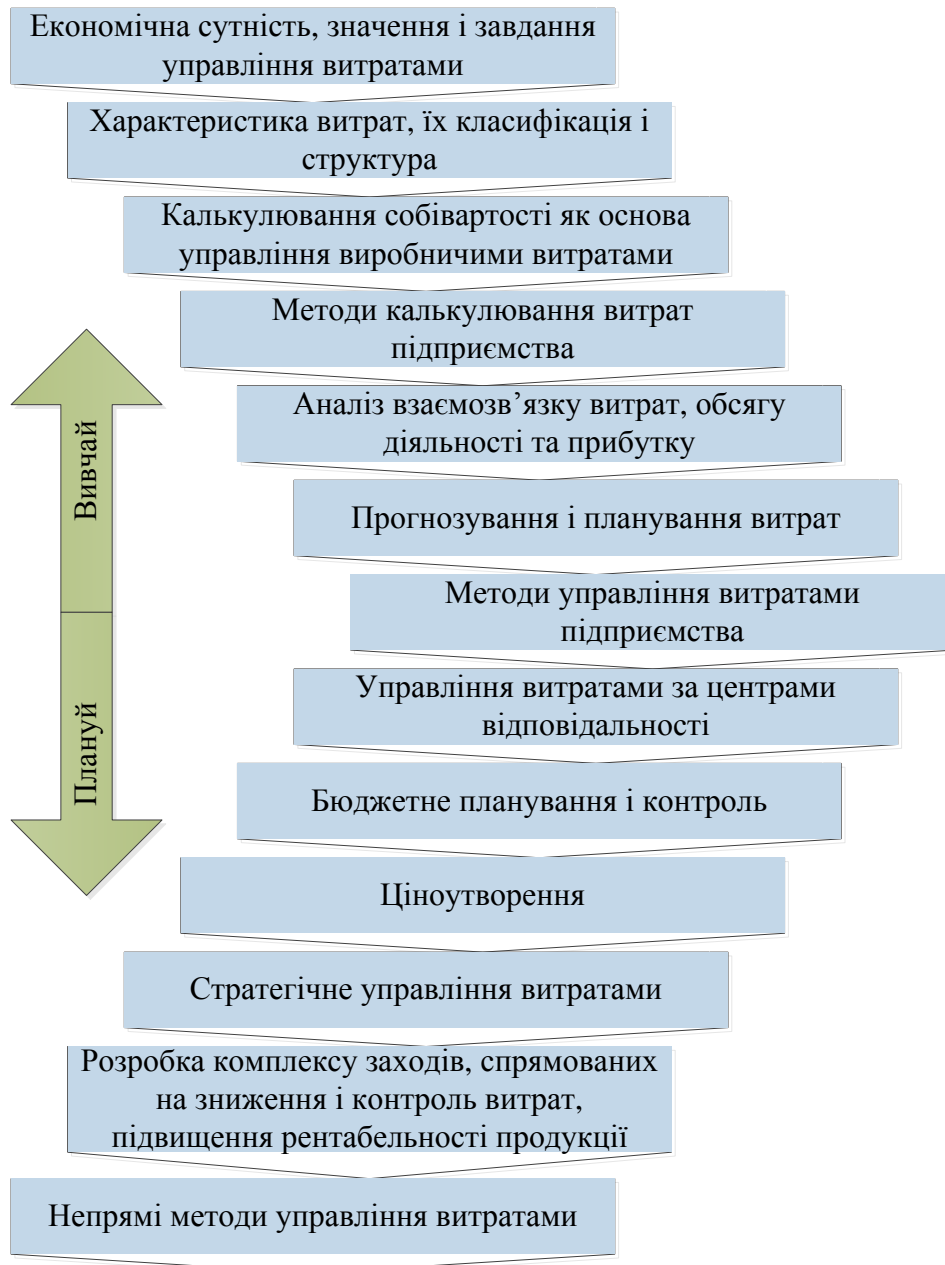 Економічна сутність, значення і завдання
управління витратами
Характеристика витрат, їх класифікація і
структура
Калькулювання собівартості як основа
управління виробничими витратами
Методи калькулювання витрат
підприємства
Аналіз взаємозв’язку витрат, обсягу
діяльності та прибутку
Вивчай
Прогнозування і планування витрат
Методи управління витратами
підприємства
Управління витратами за центрами
відповідальності
Плануй
Бюджетне планування і контроль
Ціноутворення
Стратегічне управління витратами
Розробка комплексу заходів, спрямованих
на зниження і контроль витрат,
підвищення рентабельності продукції
Непрямі методи управління витратами